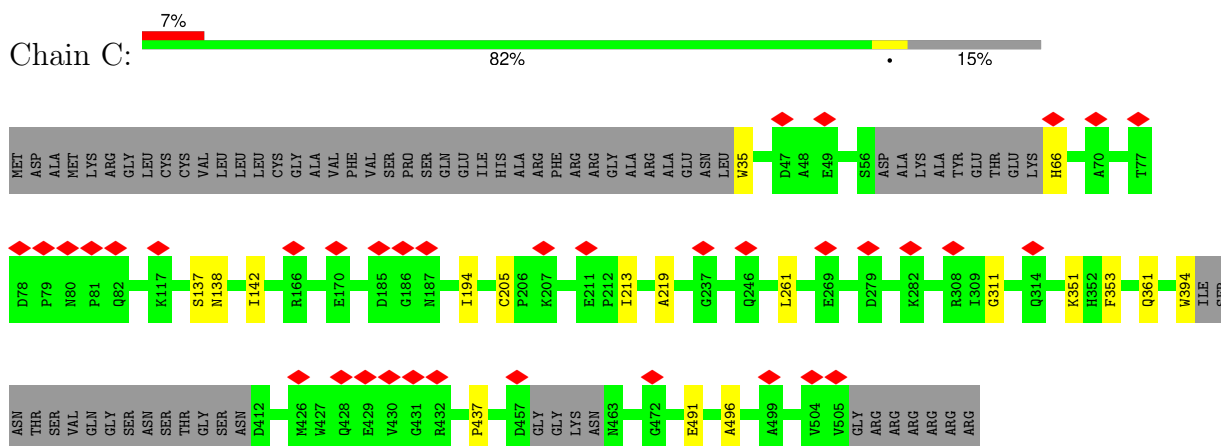 7%
Chain C:
82% • 15%
MET ASP ALA MET LYS ARG GLY LEU CYS CYS VAL LEU LEU LEU CYS GLY ALA VAL PHE VAL SER PRO SER GLN GLU ILE HIS ALA ARG PHE ARG ARG GLY ALA ARG ALA GLU ASN LEU W35 D47 A48 E49 S56 ASP ALA LYS ALA TYR GLU THR GLU LYS H66 A70 T77
D78 P79 N80 P81 Q82 K117 S137 N138 I142 R166 E170 D185 G186 N187 I194 C205 P206 K207 E211 P212 I213 A219 G237 Q246 L261 E269 D279 K282 R308 I309 G311 Q314 K351 H352 F353 Q361 W394 ILE SER
ASN THR GLY SER VAL GLN GLY SER ASN SER THR GLY SER ASN D412 M426 W427 Q428 E429 V430 G431 R432 P437 D457 GLY GLY LYS ASN N463 G472 E491 A496 A499 V504 V505 GLY ARG ARG ARG ARG ARG ARG